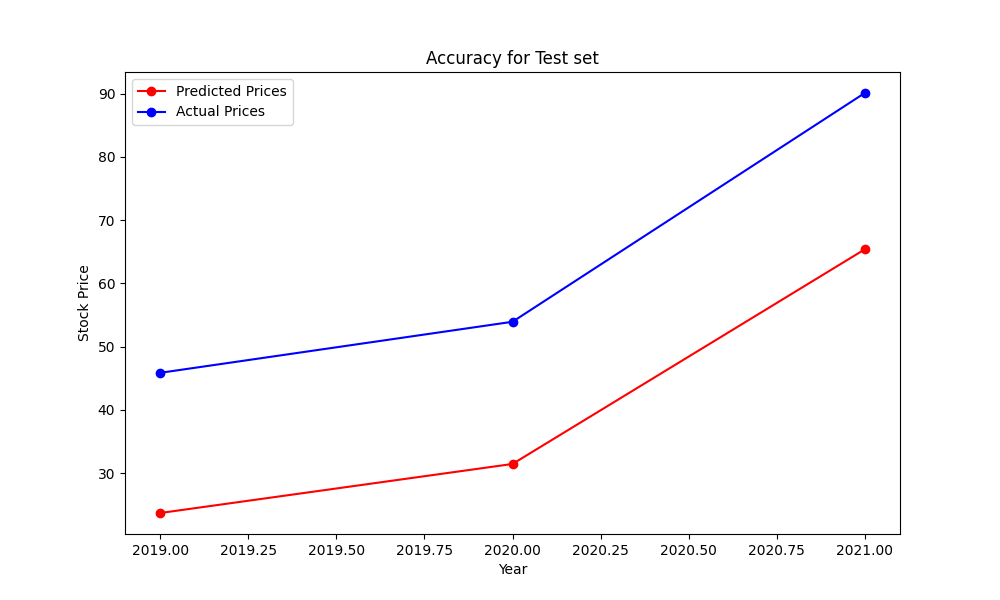 Accuracy for Test set
Predicted Prices
Actual Prices
90
80
70
60
50
40
30
Stock Price
2019.00 2019.25 2019.50 2019.75 2020.00 2020.25 2020.50 2020.75 2021.00
Year